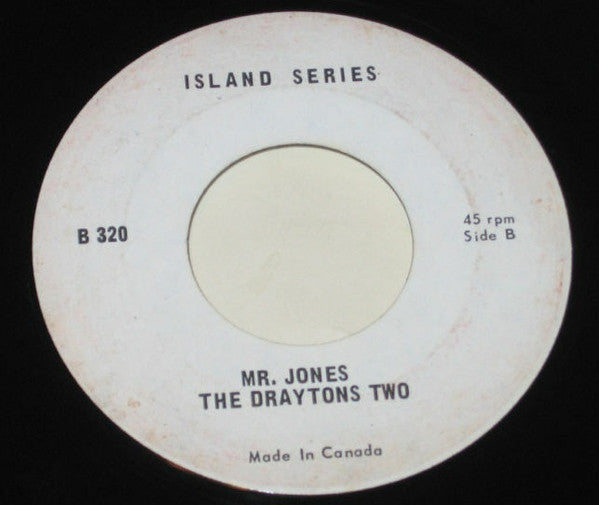 ISLAND SERIES
B 320
45 rpm
Side B
MR. JONES
THE DRAYTONS TWO
Made In Canada